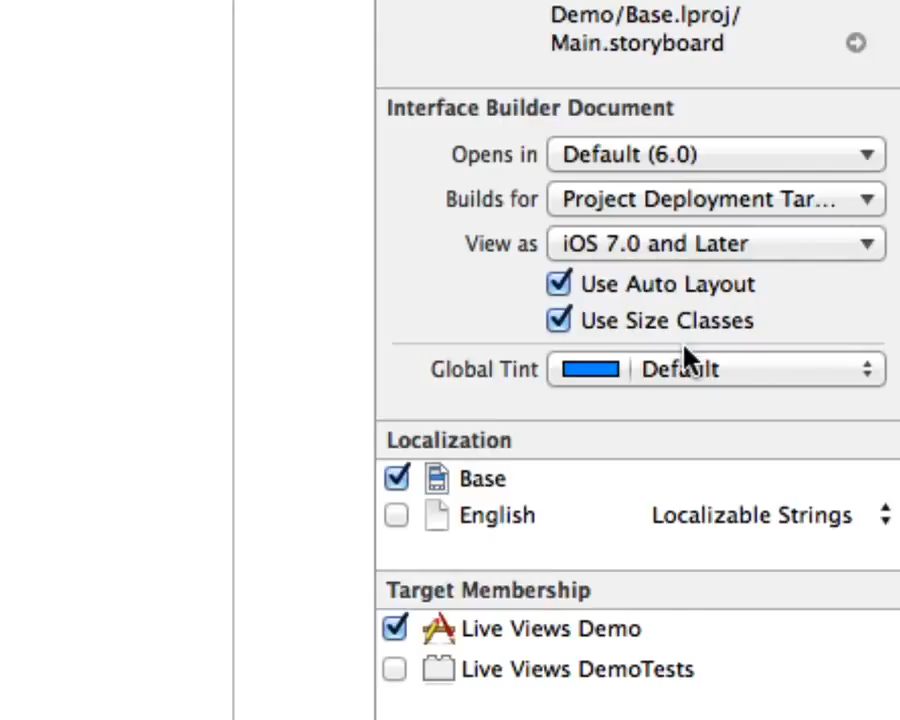 Demo/Base.lproj/
Main.storyboard
Interface Builder Document
Opens in Default (6.0)
Builds for Project Deployment Tar...
View as iOS 7.0 and Later
Use Auto Layout
Use Size Classes
Global Tint Default
Localization
Base
English Localizable Strings
Target Membership
Live Views Demo
Live Views DemoTests